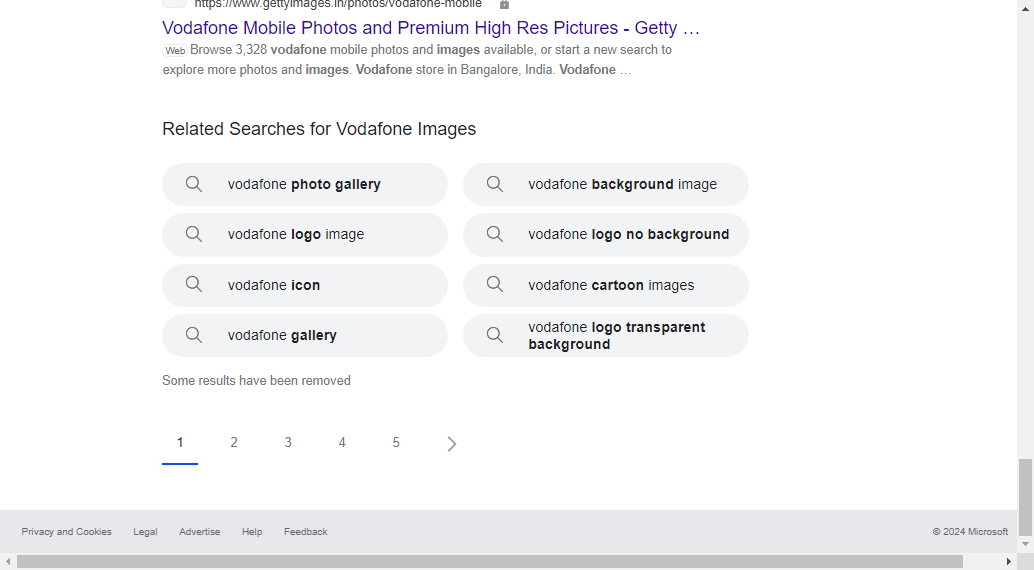 https://www.gettyimages.in/photos/vodafone-mobile
Vodafone Mobile Photos and Premium High Res Pictures - Getty …
Web Browse 3,328 vodafone mobile photos and images available, or start a new search to
explore more photos and images. Vodafone store in Bangalore, India. Vodafone …
Related Searches for Vodafone Images
vodafone photo gallery
vodafone background image
vodafone logo image
vodafone logo no background
vodafone icon
vodafone cartoon images
vodafone gallery
vodafone logo transparent
background
Some results have been removed
1 2 3 4 5
Privacy and Cookies Legal Advertise Help Feedback © 2024 Microsoft